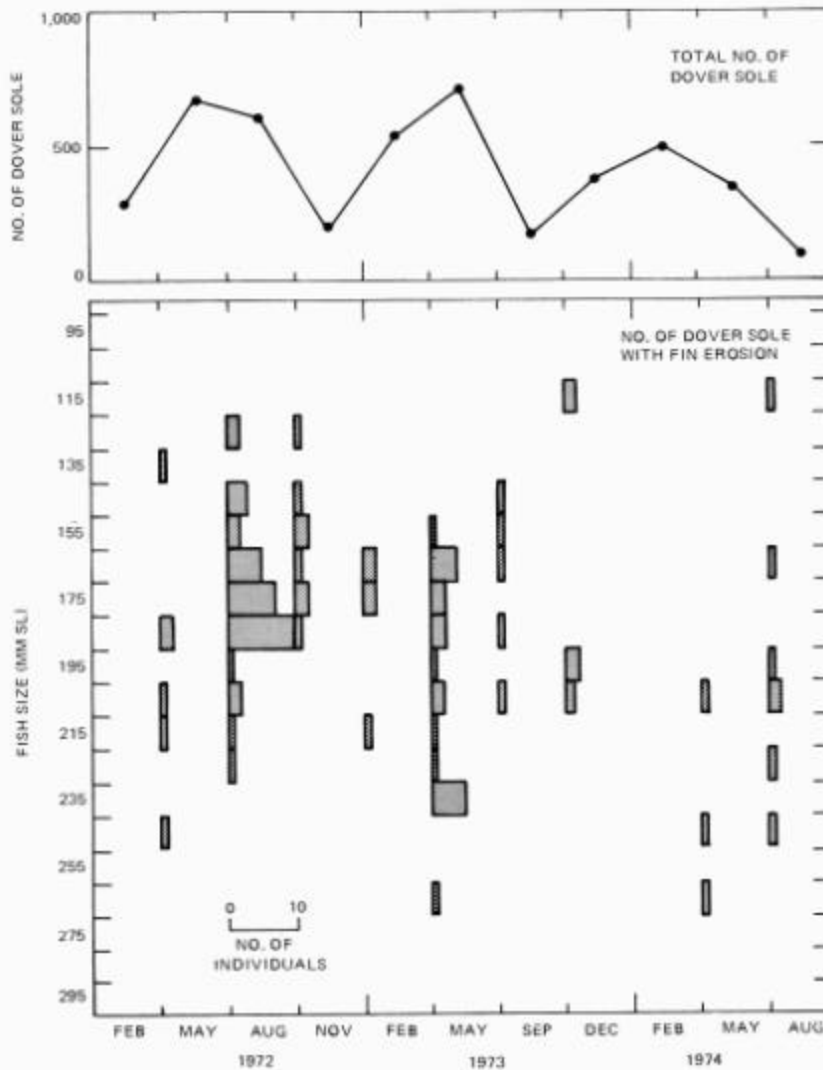 1,000
500
0
NO. OF DOVER SOLE
TOTAL NO. OF
DOVER SOLE
NO. OF DOVER SOLE
WITH FIN EROSION
95
115
135
155
175
195
215
235
255
275
295
FISH SIZE (MM SL)
0 10
NO. OF
INDIVIDUALS
FEB MAY AUG NOV FEB MAY SEP DEC FEB MAY AUG
1972 1973 1974